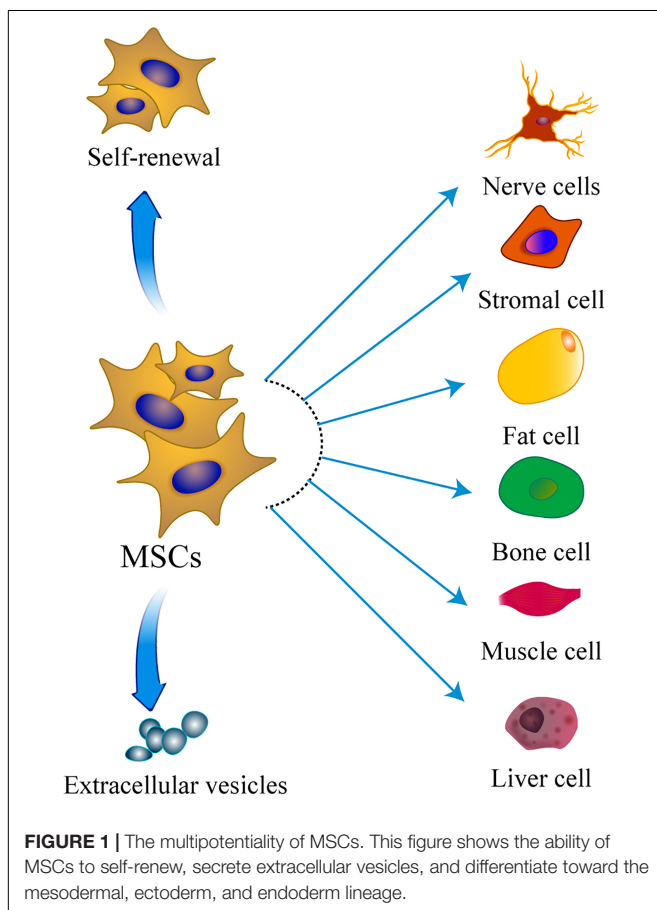 Self-renewal
Nerve cells
Stromal cell
Fat cell
MSCs
Bone cell
Muscle cell
Extracellular vesicles
Liver cell
FIGURE 1 | The multipotentiality of MSCs. This figure shows the ability of
MSCs to self-renew, secrete extracellular vesicles, and differentiate toward the
mesodermal, ectoderm, and endoderm lineage.